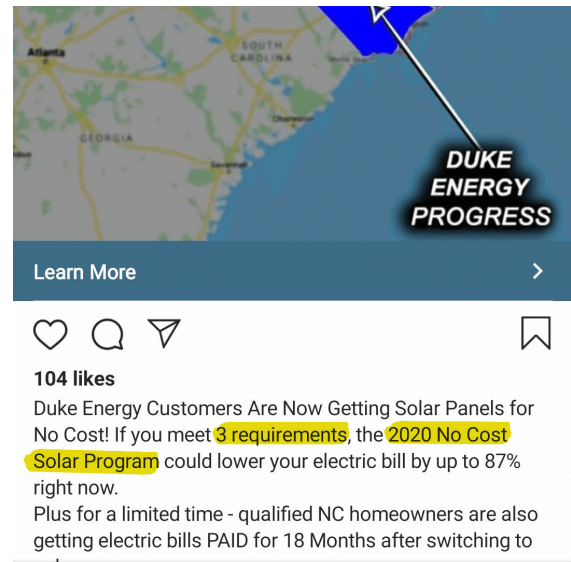 Atlanta
SOUTH
CAROLINA
Charleston
GEORGIA
Savannah
DUKE
ENERGY
PROGRESS
Learn More
104 likes
Duke Energy Customers Are Now Getting Solar Panels for
No Cost! If you meet 3 requirements, the 2020 No Cost
Solar Program could lower your electric bill by up to 87%
right now.
Plus for a limited time - qualified NC homeowners are also
getting electric bills PAID for 18 Months after switching to